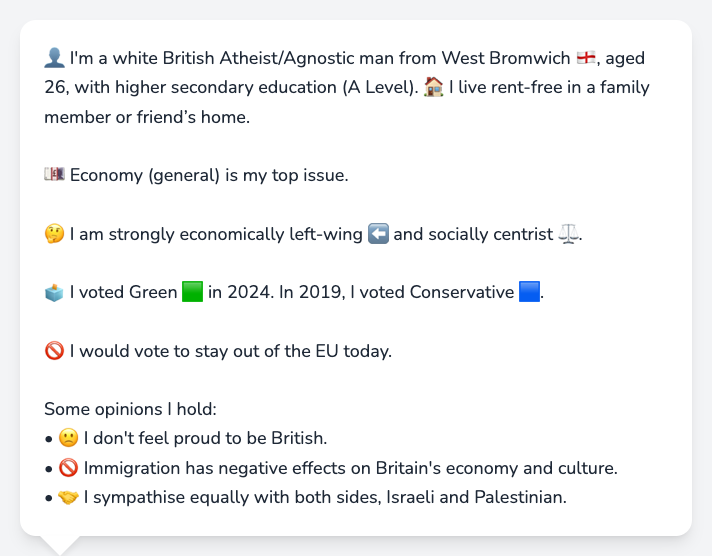 👤 I'm a white British Atheist/Agnostic man from West Bromwich 🏴󠁧󠁢󠁥󠁮󠁧󠁿, aged
26, with higher secondary education (A Level). 🏠 I live rent-free in a family
member or friend’s home.
💷 Economy (general) is my top issue.
🤔 I am strongly economically left-wing ⬅️ and socially centrist ⚖️.
🗳️ I voted Green 🟩 in 2024. In 2019, I voted Conservative 🟦.
🚫 I would vote to stay out of the EU today.
Some opinions I hold:
• 🙁 I don't feel proud to be British.
• 🚫 Immigration has negative effects on Britain's economy and culture.
• 🤝 I sympathise equally with both sides, Israeli and Palestinian.